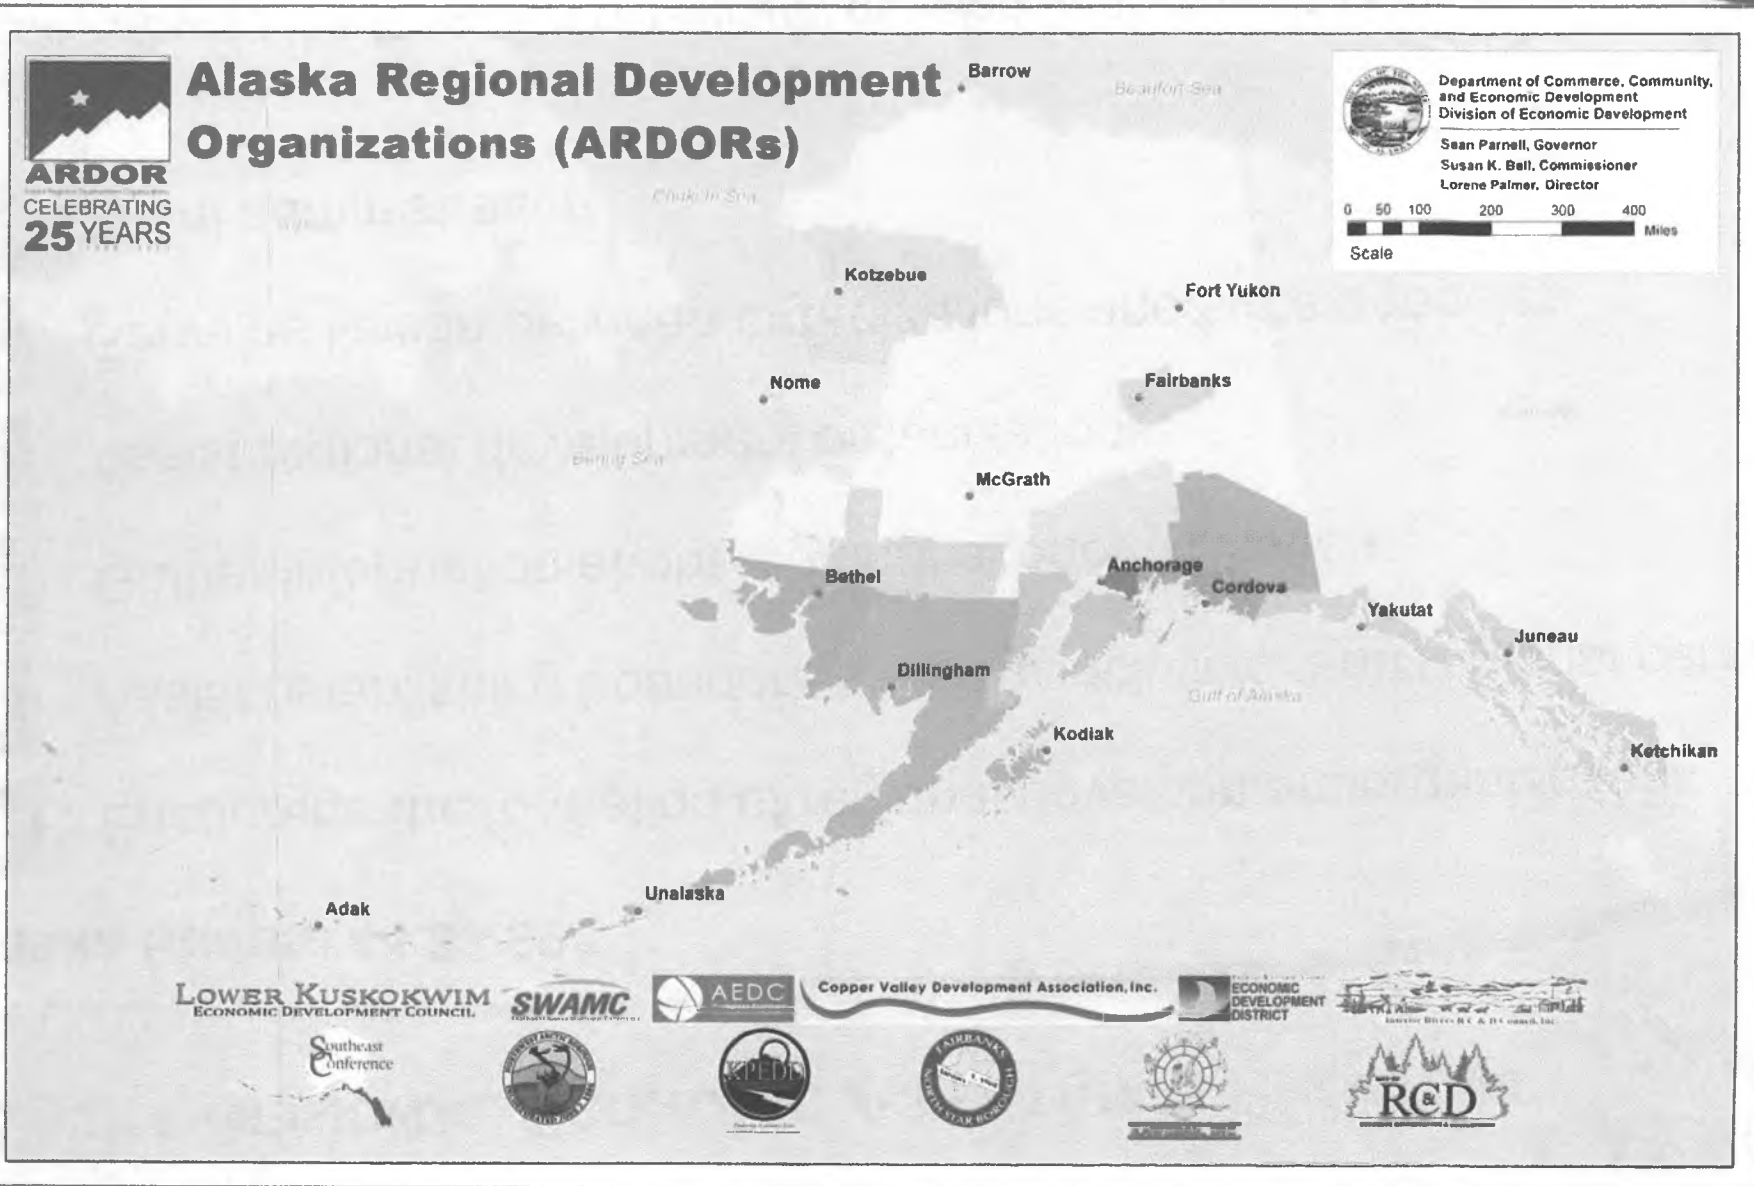 Alaska Regional Development
Organizations (ARDORs)
ARDOR
CELEBRATING
25 YEARS
Barrow
Beaufort Sea
Department of Commerce, Community,
and Economic Development
Division of Economic Development
Sean Parnell, Governor
Susan K. Bell, Commissioner
Lorene Palmer, Director
0 50 100 200 300 400
Miles
Scale
Chukchi Sea
Kotzebue
Fort Yukon
Nome
Fairbanks
Bering Sea
McGrath
Anchorage
Bethel
Cordova
Yakutat
Juneau
Dillingham
Gulf of Alaska
Kodiak
Ketchikan
Unalaska
Adak
LOWER KUSKOKWIM
ECONOMIC DEVELOPMENT COUNCIL
SWAMC
AEDC
Copper Valley Development Association, Inc.
ECONOMIC
DEVELOPMENT
DISTRICT
Southeast
Conference
NORTHWEST ARCTIC BOROUGH
KPEDD
FAIRBANKS
NORTH STAR BOROUGH
RC&D